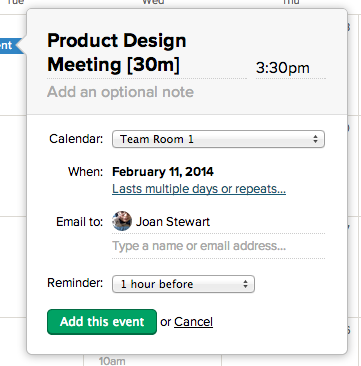 Tue Wed Thu
nt
Product Design
Meeting [30m] 3:30pm
Add an optional note
Calendar: Team Room 1
When: February 11, 2014
Lasts multiple days or repeats...
Email to: Joan Stewart
Type a name or email address...
Reminder: 1 hour before
Add this event or Cancel
10am